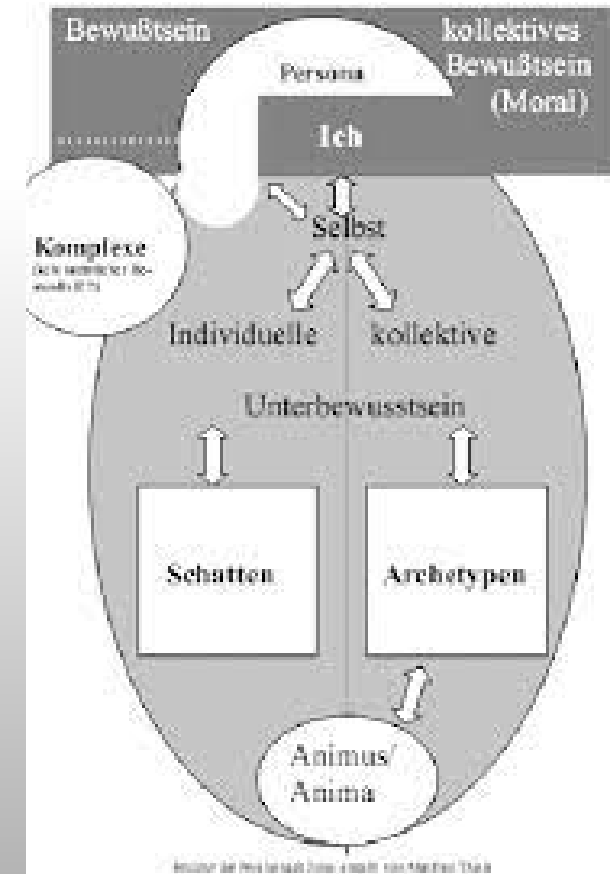 Bewußtsein
kollektives
Bewußtsein
(Moral)
Persona
Ich
Selbst
Komplexe
Individuelle kollektive
Unterbewusstsein
Schatten
Archetypen
Animus/
Anima